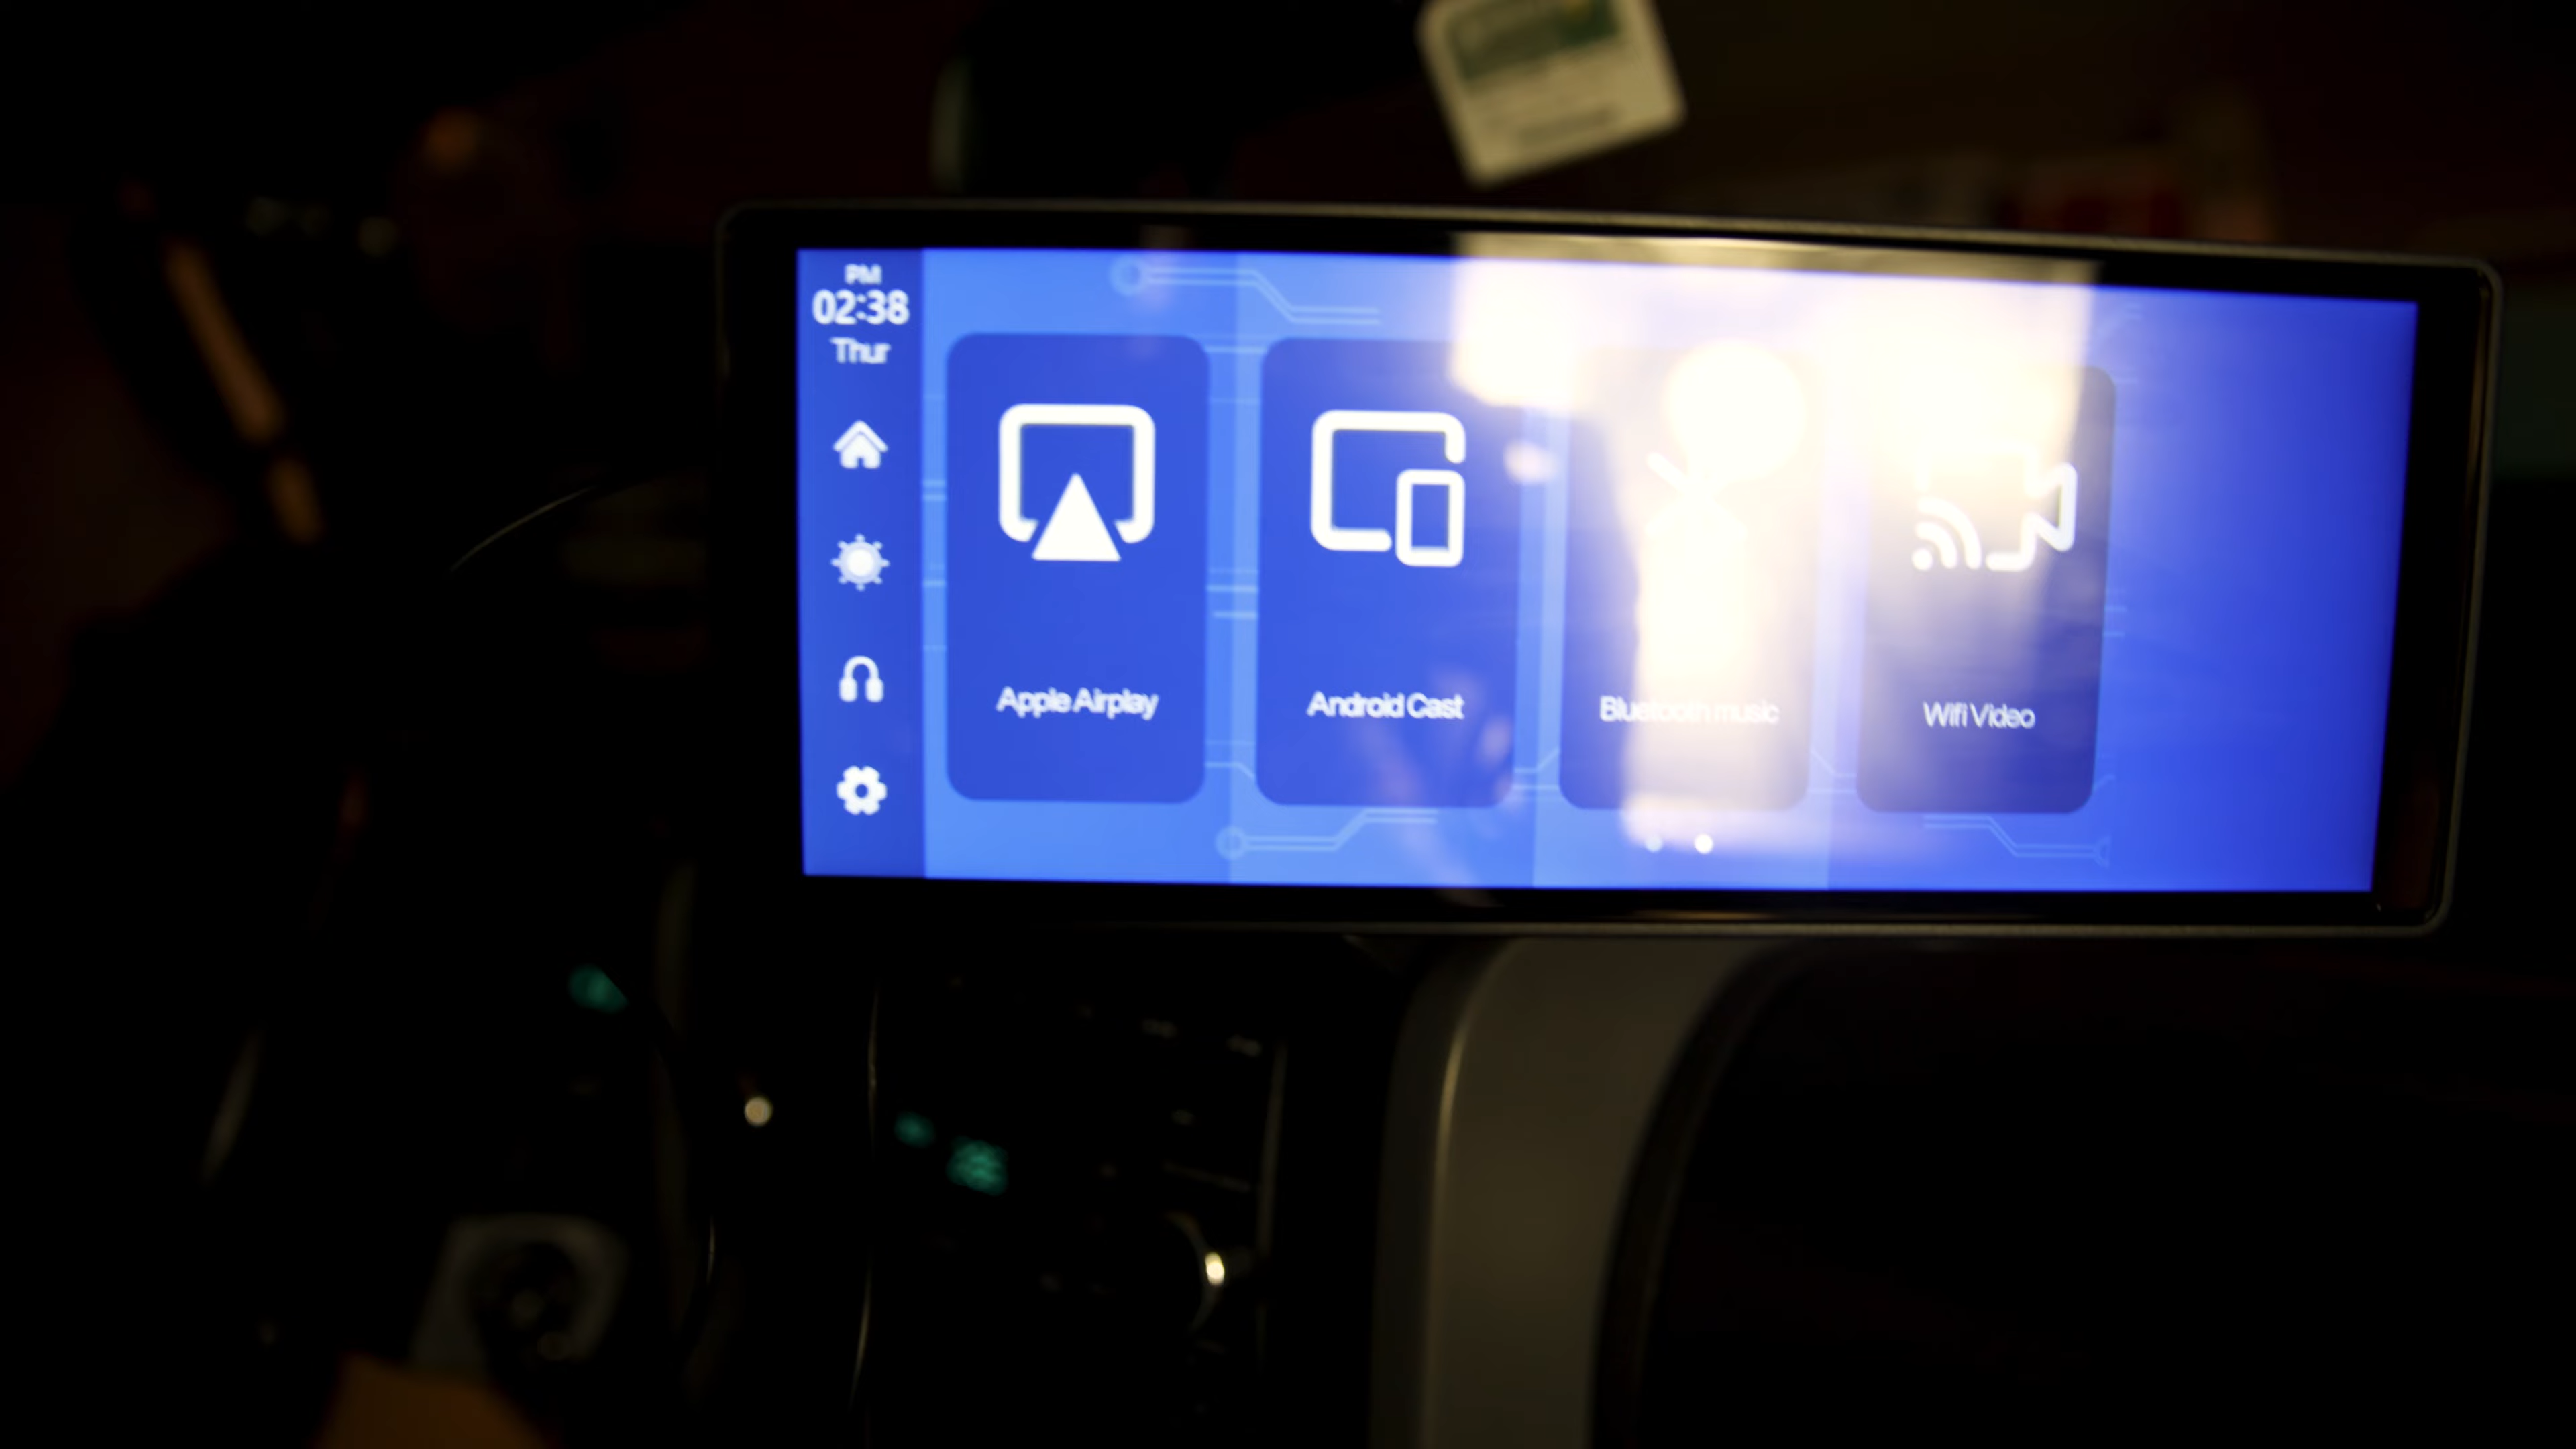 PM
02:38
Thur
Apple Airplay
Android Cast
Bluetooth music
Wifi Video